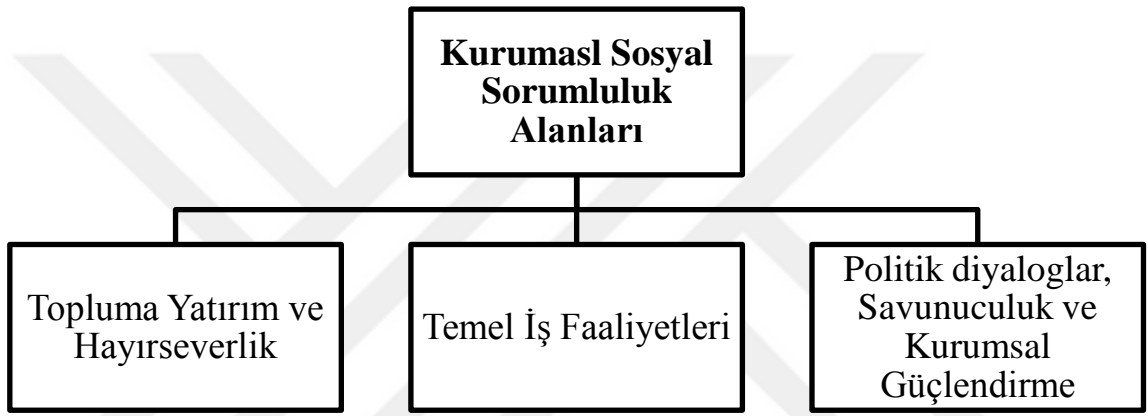 Kurumasl Sosyal
Sorumluluk
Alanları
Topluma Yatırım ve
Hayırseverlik
Temel İş Faaliyetleri
Politik diyaloglar,
Savunuculuk ve
Kurumsal
Güçlendirme